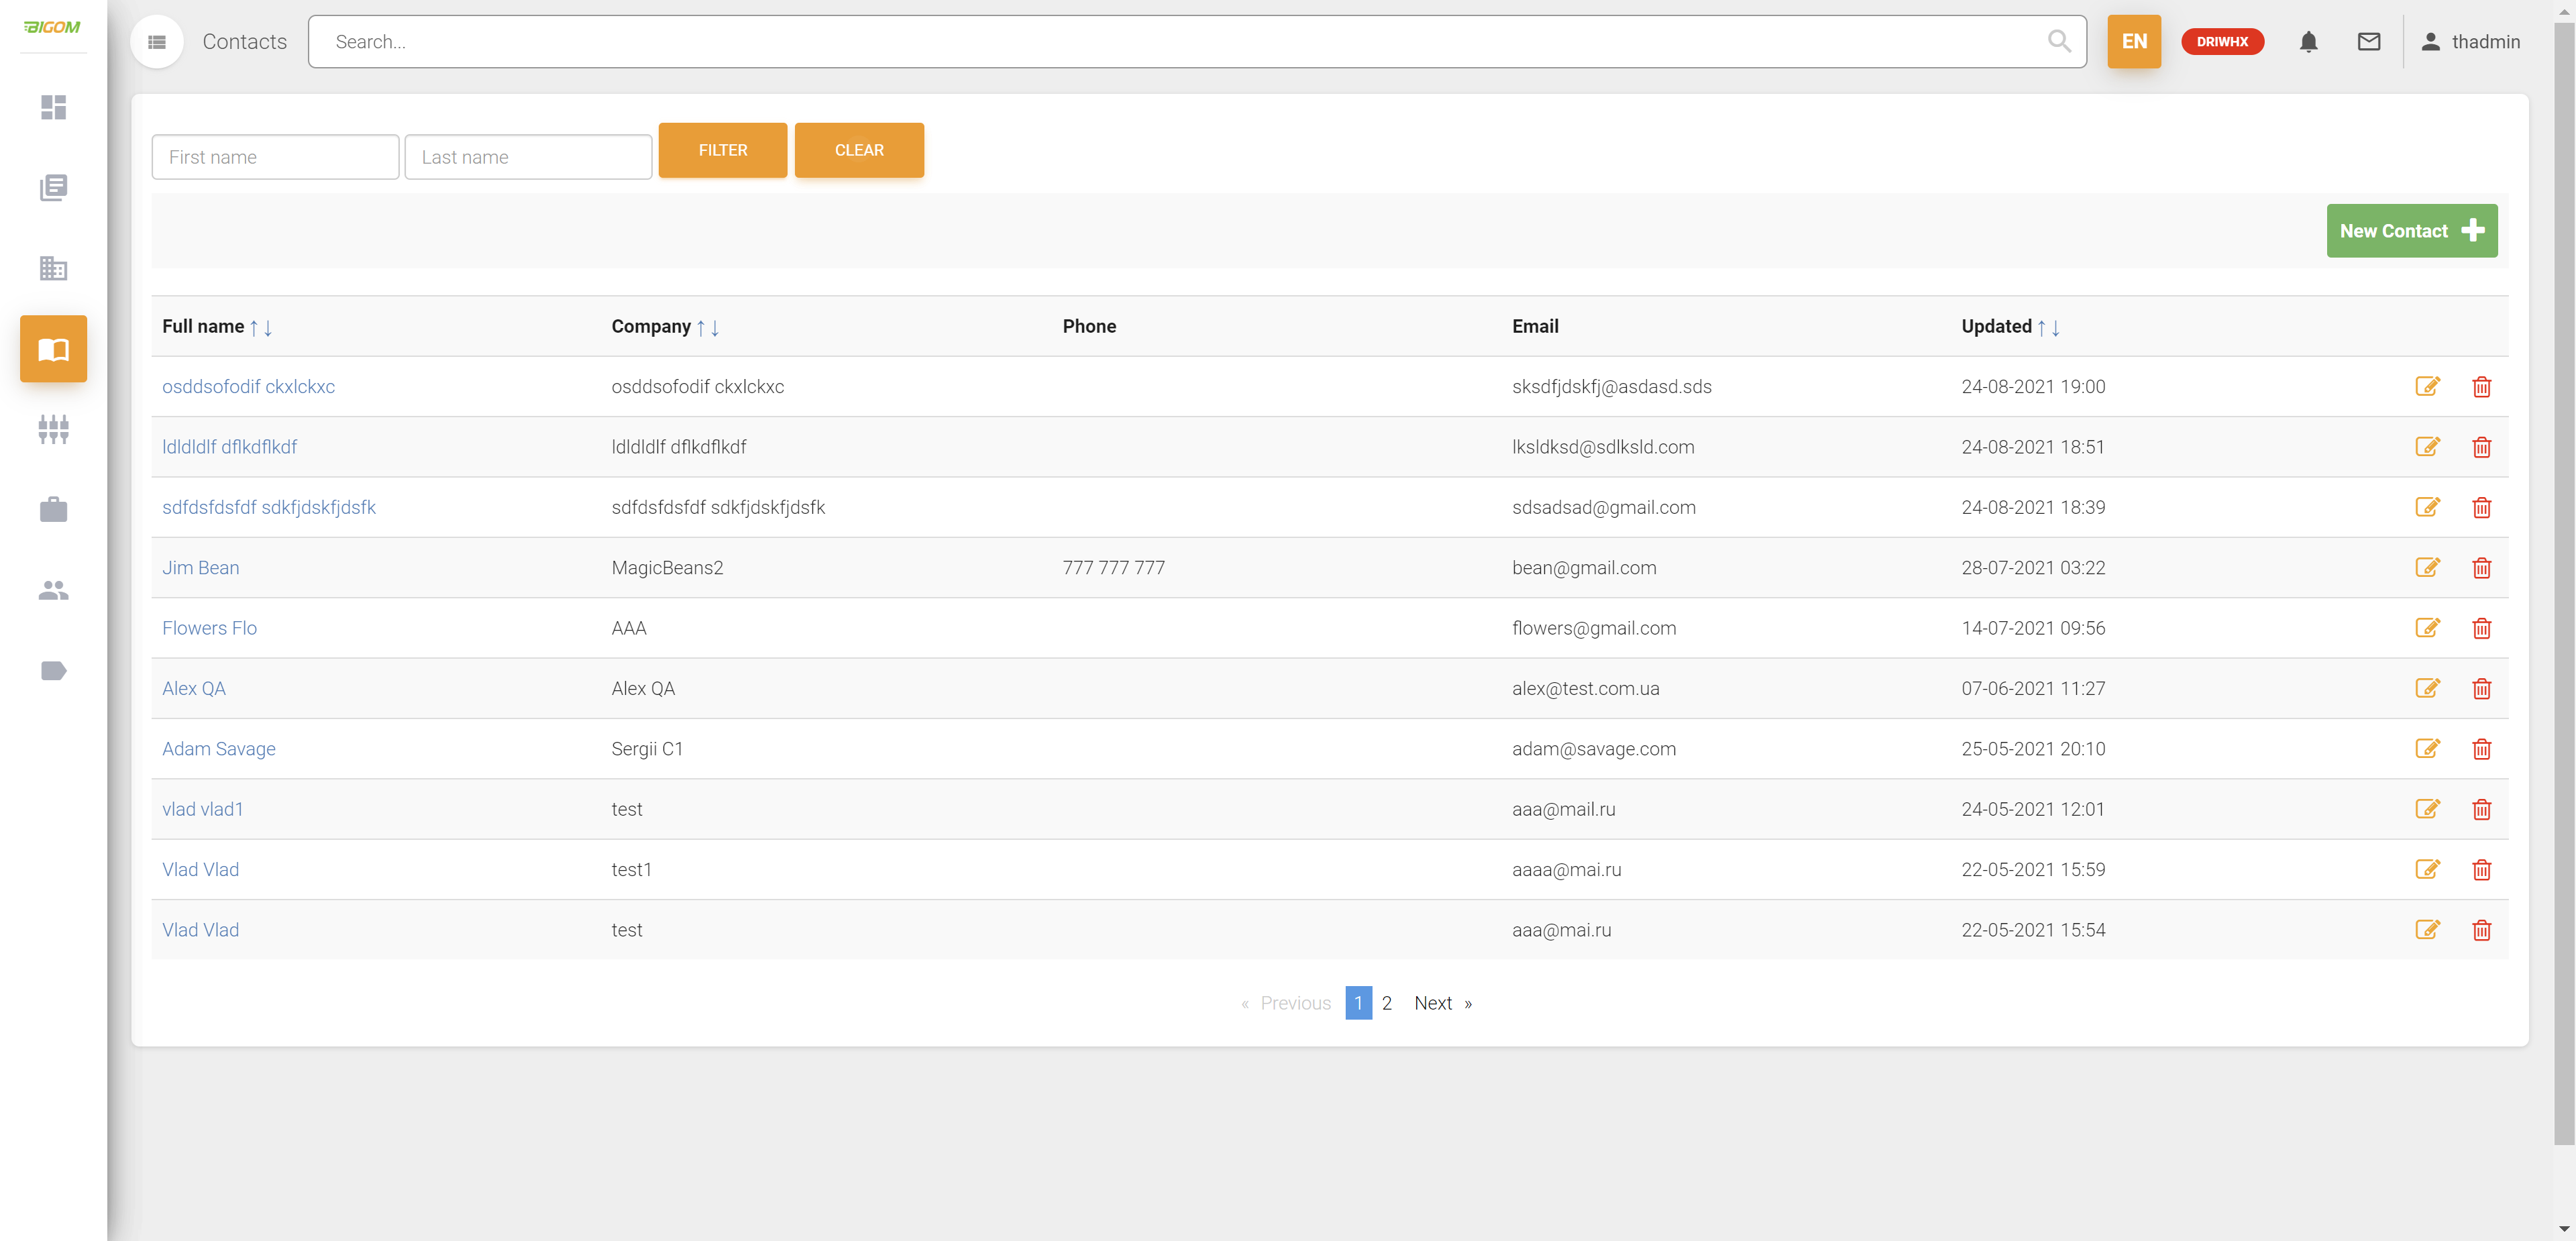 BIGOM
Contacts
Search...
EN
DRIWHX
thadmin
First name
Last name
FILTER
CLEAR
New Contact
Full name ↑↓ Company ↑↓ Phone Email Updated ↑↓
osddsofodif ckxlckxc osddsofodif ckxlckxc sksdfjdskfj@asdasd.sds 24-08-2021 19:00
ldldldlf dflkdflkdf ldldldlf dflkdflkdf lksldksd@sdlksld.com 24-08-2021 18:51
sdfdsfdsfdf sdkfjdskfjdsfk sdfdsfdsfdf sdkfjdskfjdsfk sdsadsad@gmail.com 24-08-2021 18:39
Jim Bean MagicBeans2 777 777 777 bean@gmail.com 28-07-2021 03:22
Flowers Flo AAA flowers@gmail.com 14-07-2021 09:56
Alex QA Alex QA alex@test.com.ua 07-06-2021 11:27
Adam Savage Sergii C1 adam@savage.com 25-05-2021 20:10
vlad vlad1 test aaa@mail.ru 24-05-2021 12:01
Vlad Vlad test1 aaaa@mai.ru 22-05-2021 15:59
Vlad Vlad test aaa@mai.ru 22-05-2021 15:54
« Previous 1 2 Next »